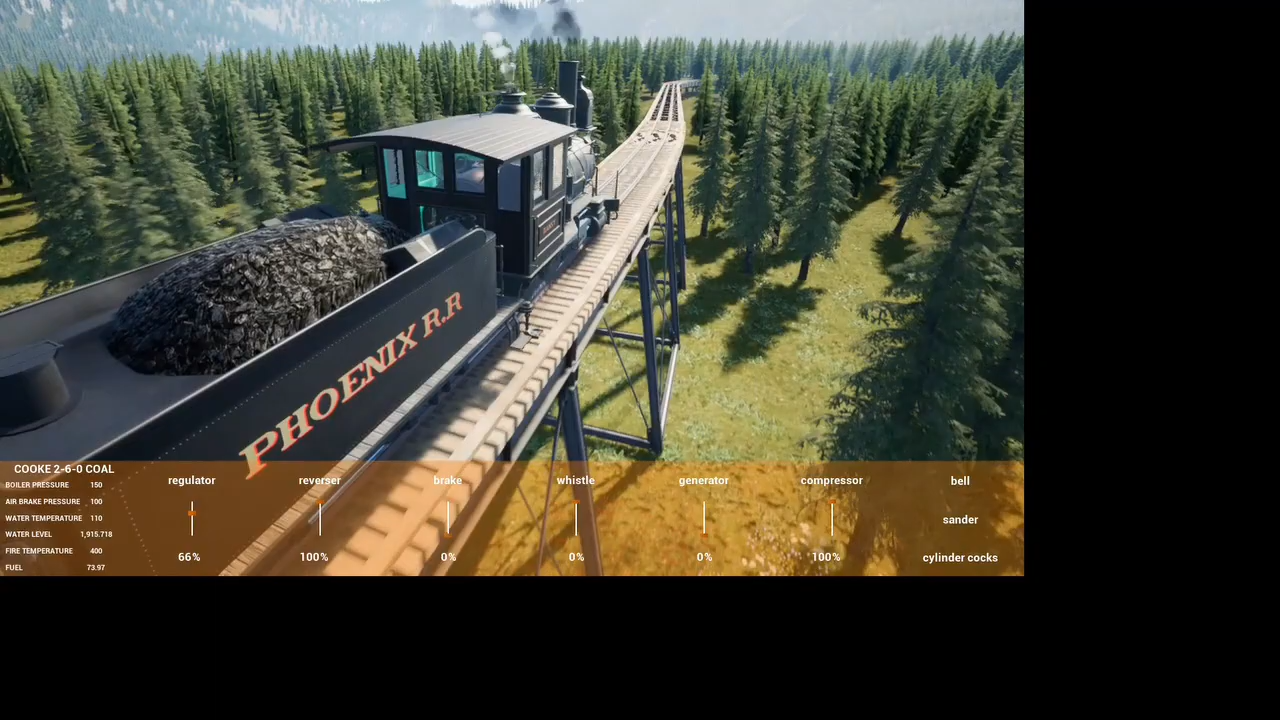 PHOENIX R.R
COOKE 2-6-0 COAL
BOILER PRESSURE 150
AIR BRAKE PRESSURE 100
WATER TEMPERATURE 110
WATER LEVEL 1,915.718
FIRE TEMPERATURE 400
FUEL 73.97
regulator
66%
reverser
100%
brake
0%
whistle
0%
generator
0%
compressor
100%
bell
sander
cylinder cocks